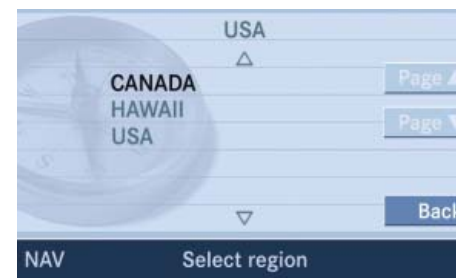 USA
CANADA
Page
HAWAII
USA
Page
Back
NAV Select region